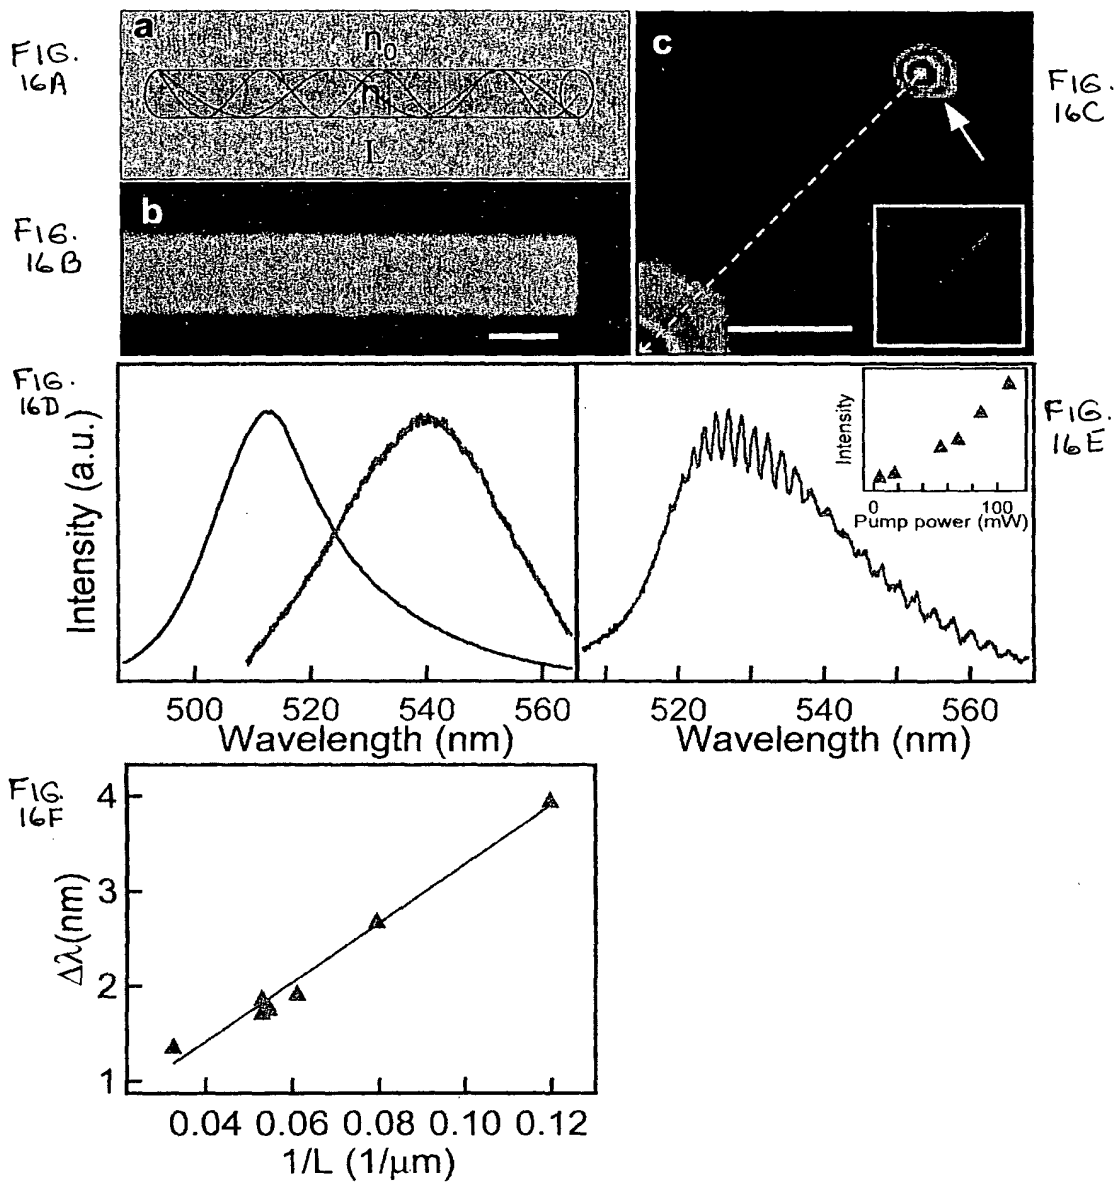 FIG.
16A
a
n₀
n₁
L
FIG.
16B
b
c
FIG.
16C
FIG.
16D
Intensity (a.u.)
500 520 540 560
Wavelength (nm)
Intensity
0 100
Pump power (mW)
FIG.
16E
520 540 560
Wavelength (nm)
FIG.
16F
4
3
2
1
Δλ(nm)
0.04 0.06 0.08 0.10 0.12
1/L (1/μm)